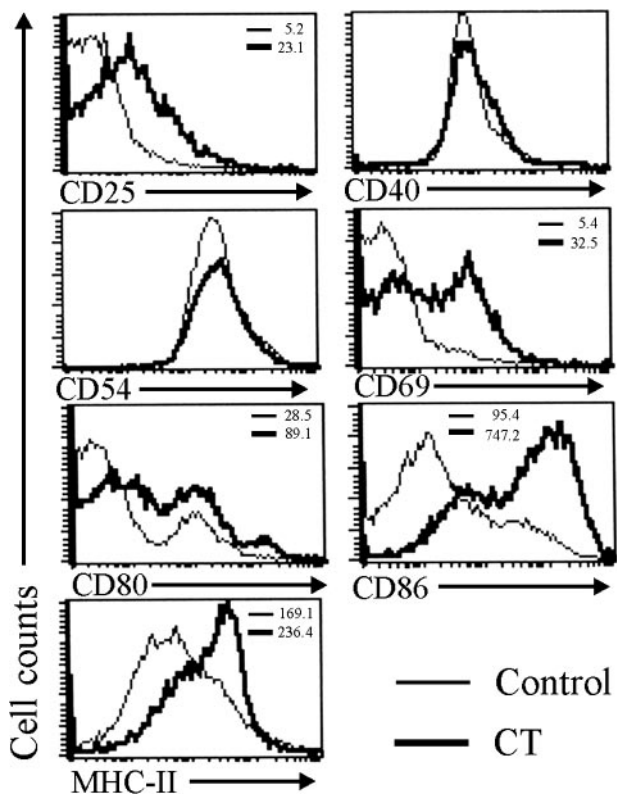 5.2
23.1
CD25
CD40
5.4
32.5
CD54
CD69
28.5
89.1
95.4
747.2
CD80
CD86
169.1
236.4
MHC-II
Cell counts
Control
CT